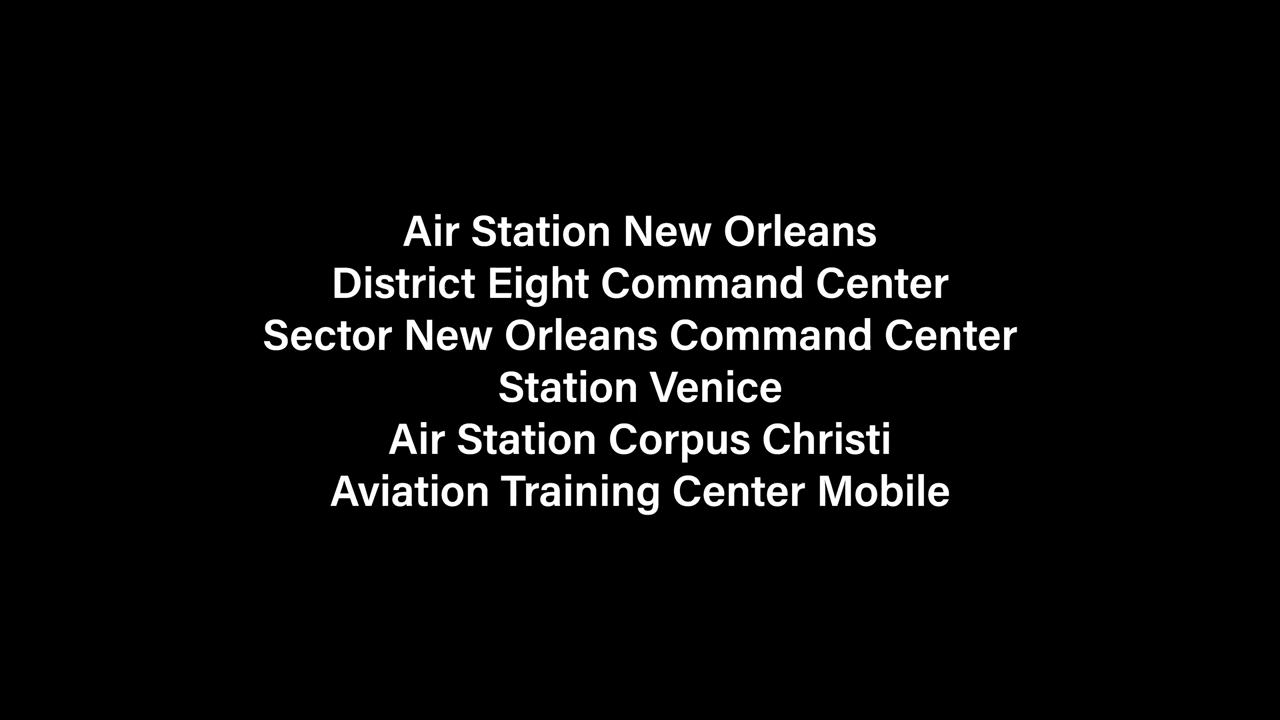 Air Station New Orleans
District Eight Command Center
Sector New Orleans Command Center
Station Venice
Air Station Corpus Christi
Aviation Training Center Mobile